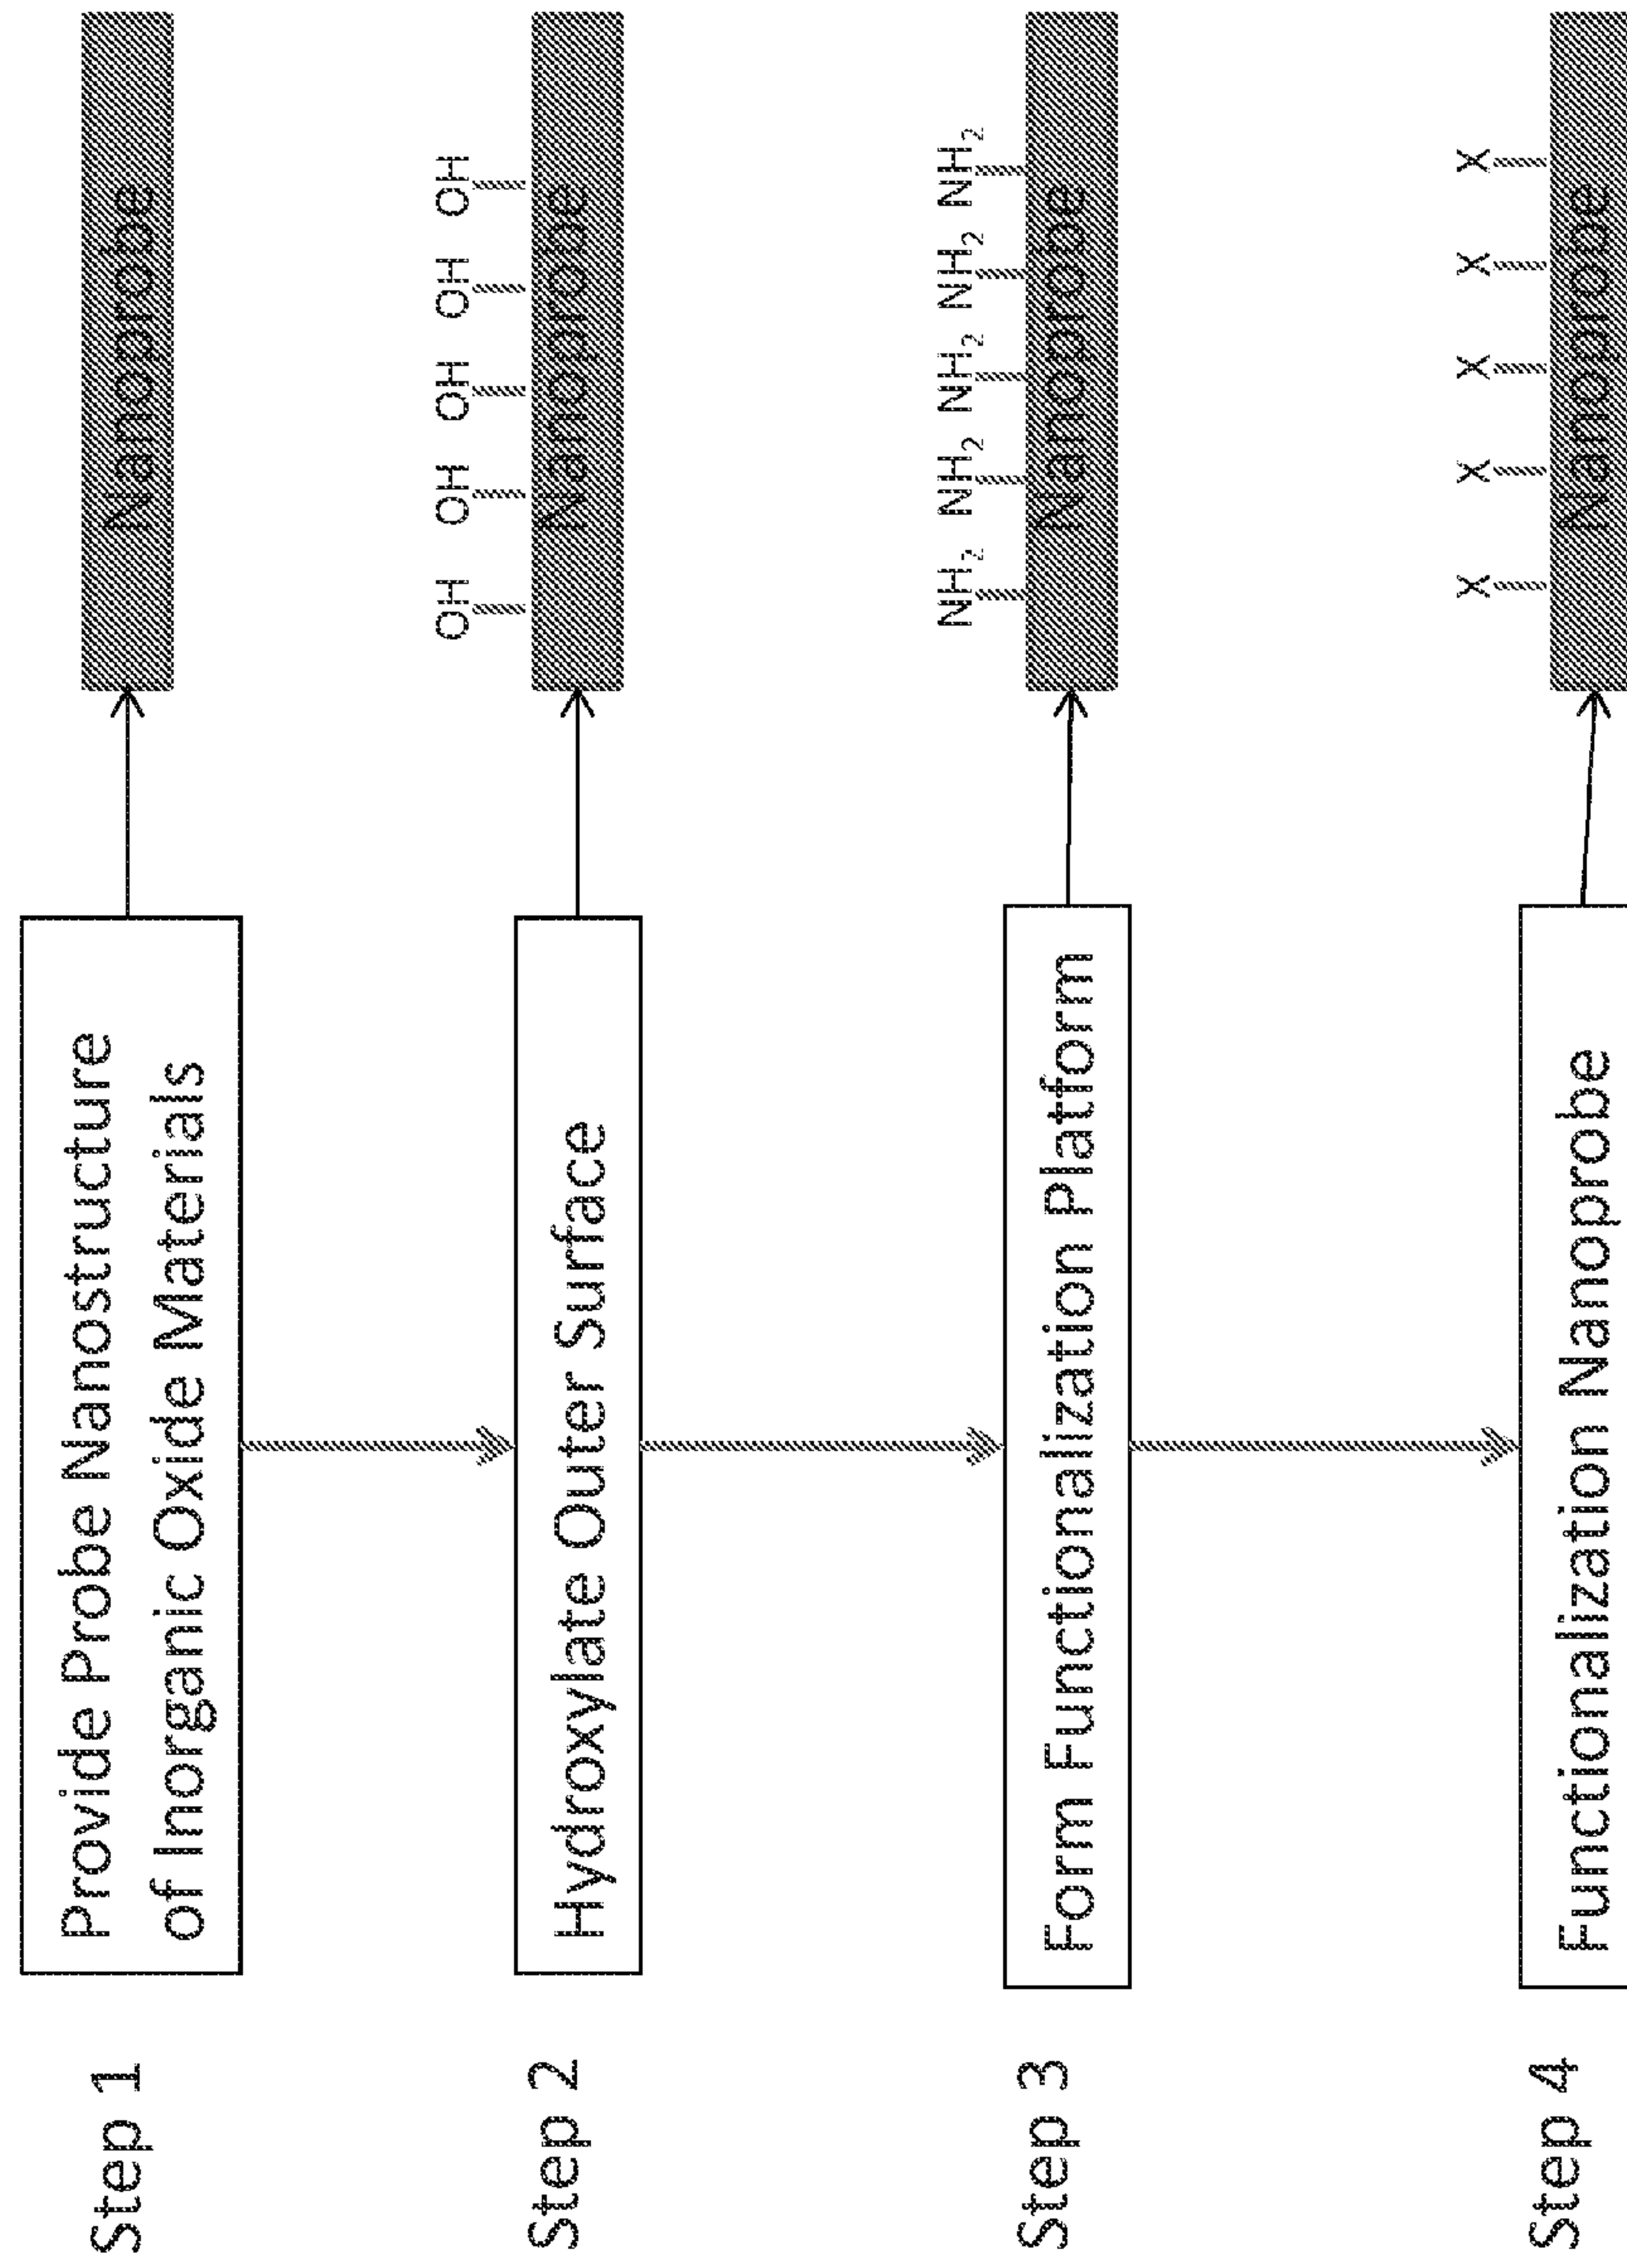 Step 1
Provide Probe Nanostructure
of Inorganic Oxide Materials
Nanoprobe
Step 2
Hydroxylate Outer Surface
OH OH OH OH OH
Nanoprobe
Step 3
Form Functionalization Platform
NH2 NH2 NH2 NH2 NH2
Nanoprobe
Step 4
Functionalization Nanoprobe
X X X X X
Nanoprobe